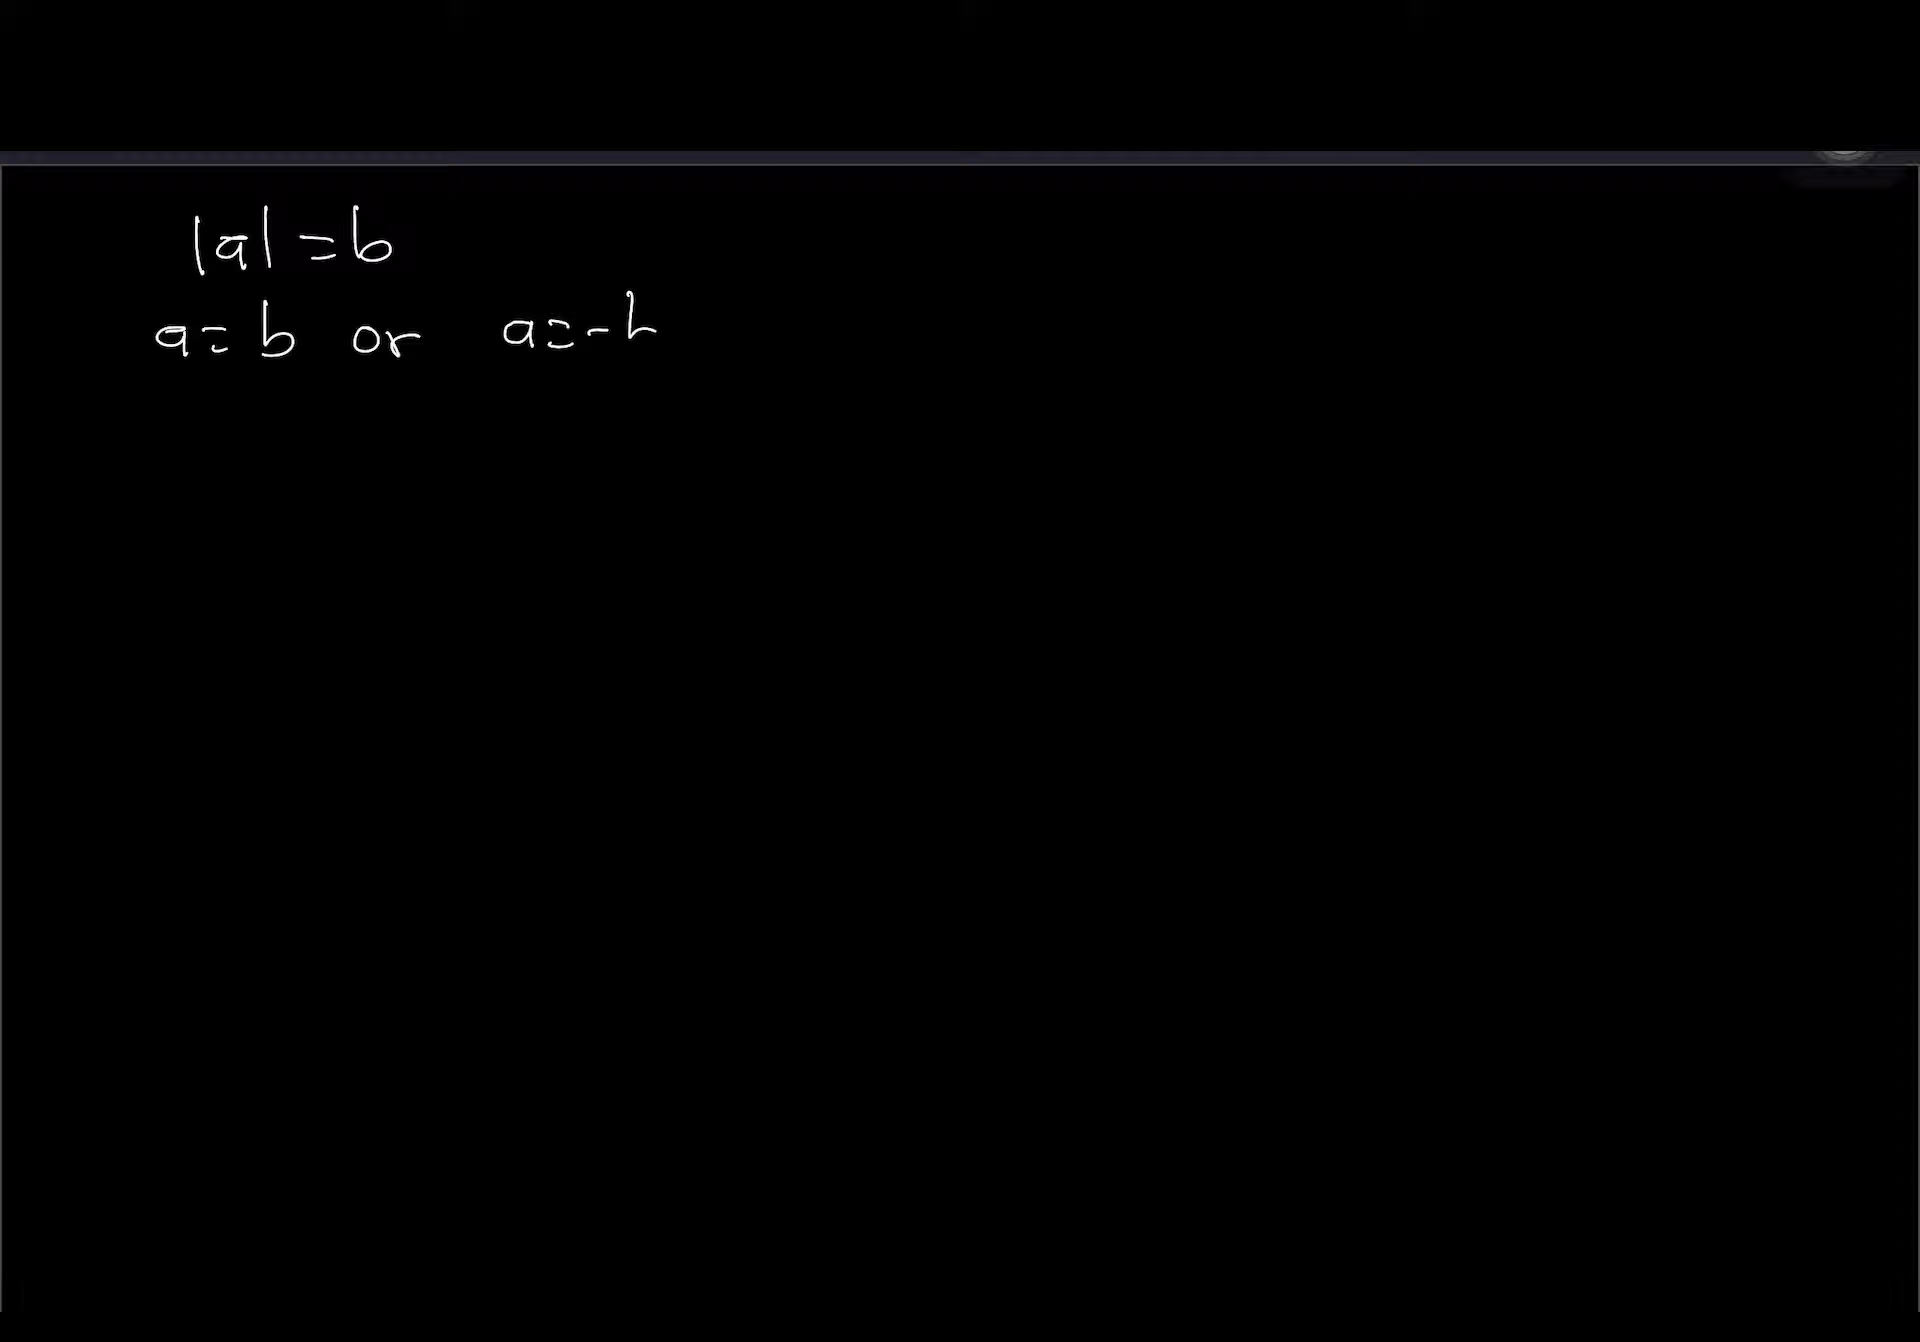 |a| = b
a = b or a = - h